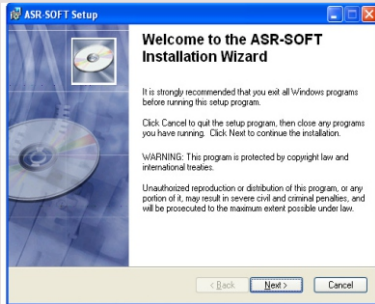 ASR-SOFT Setup
Welcome to the ASR-SOFT
Installation Wizard
It is strongly recommended that you exit all Windows programs
before running this setup program.
Click Cancel to quit the setup program, then close any programs
you have running. Click Next to continue the installation.
WARNING: This program is protected by copyright law and
international treaties.
Unauthorized reproduction or distribution of this program, or any
portion of it, may result in severe civil and criminal penalties, and
will be prosecuted to the maximum extent possible under law.
< Back Next > Cancel